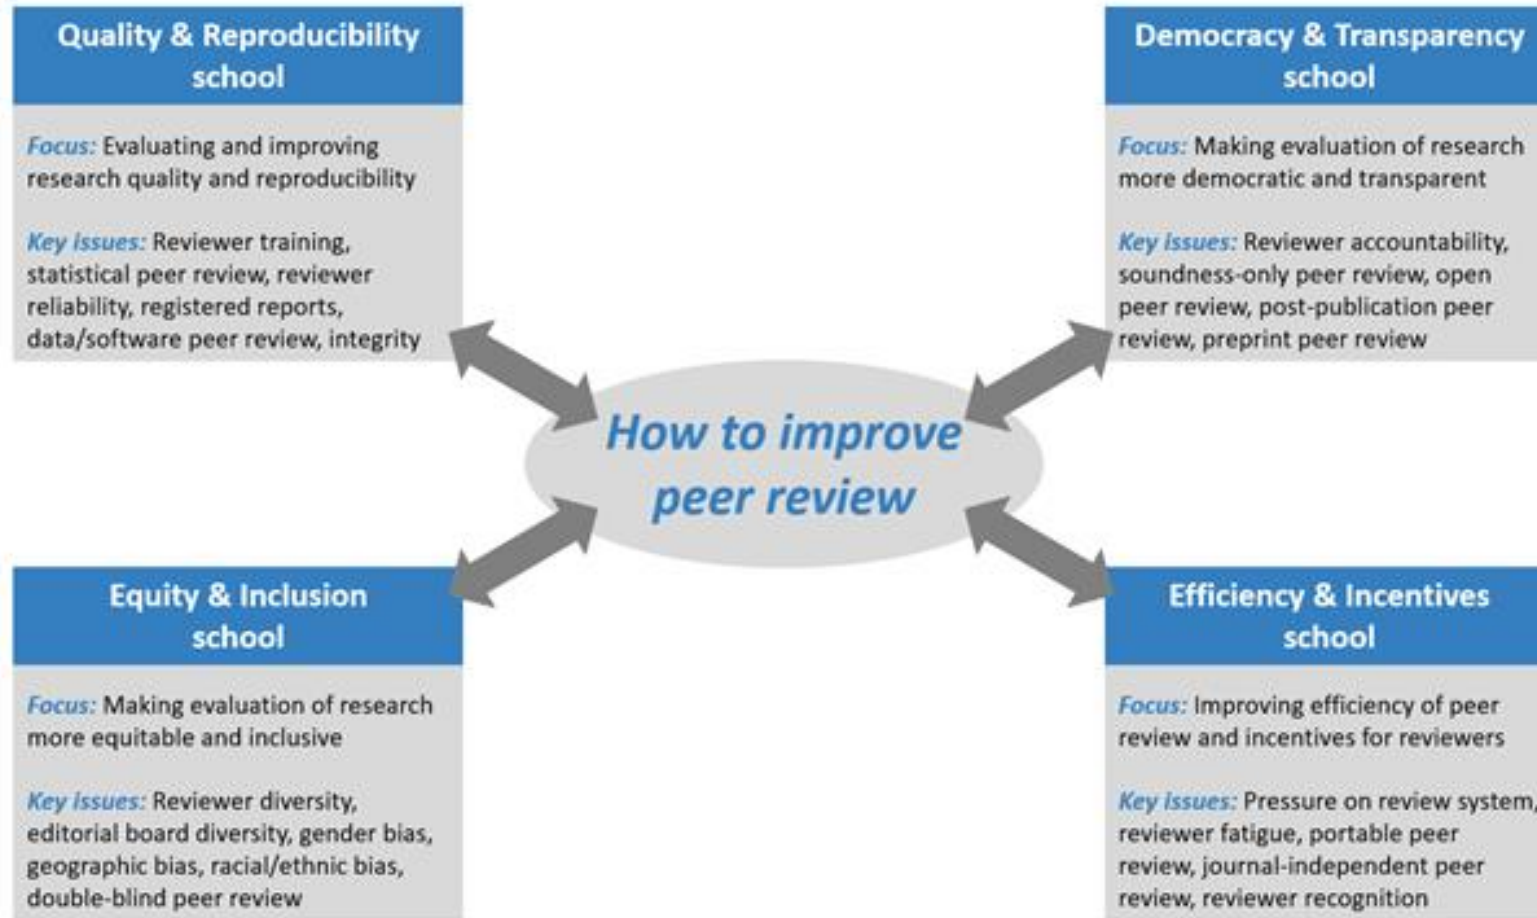 Quality & Reproducibility
school
Focus: Evaluating and improving
research quality and reproducibility
Key issues: Reviewer training,
statistical peer review, reviewer
reliability, registered reports,
data/software peer review, integrity
Democracy & Transparency
school
Focus: Making evaluation of research
more democratic and transparent
Key issues: Reviewer accountability,
soundness-only peer review, open
peer review, post-publication peer
review, preprint peer review
How to improve
peer review
Equity & Inclusion
school
Focus: Making evaluation of research
more equitable and inclusive
Key issues: Reviewer diversity,
editorial board diversity, gender bias,
geographic bias, racial/ethnic bias,
double-blind peer review
Efficiency & Incentives
school
Focus: Improving efficiency of peer
review and incentives for reviewers
Key issues: Pressure on review system,
reviewer fatigue, portable peer
review, journal-independent peer
review, reviewer recognition